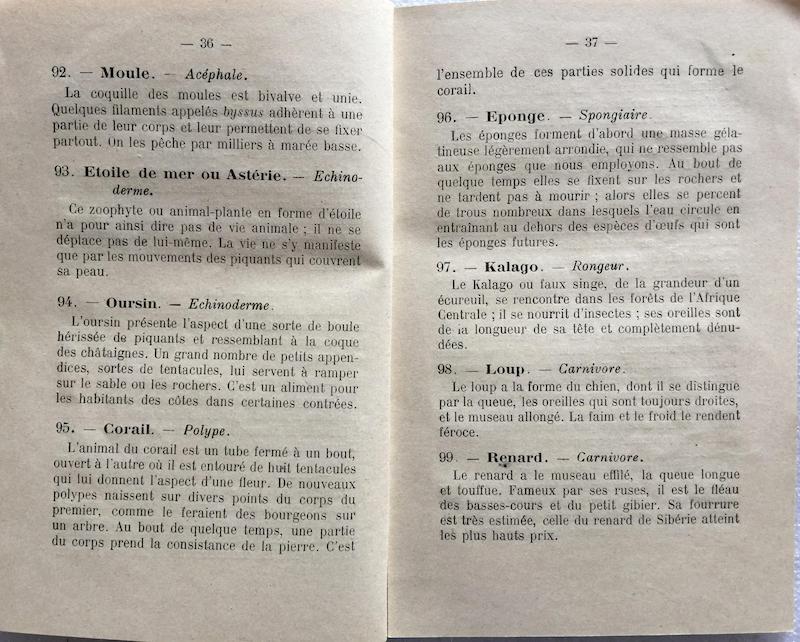 — 36 —
92. — Moule. — Acéphale.
La coquille des moules est bivalve et unie.
Quelques filaments appelés byssus adhèrent à une
partie de leur corps et leur permettent de se fixer
partout. On les pêche par milliers à marée basse.
93. Etoile de mer ou Astérie. — Echino-
derme.
Ce zoophyte ou animal-plante en forme d'étoile
n'a pour ainsi dire pas de vie animale ; il ne se
déplace pas de lui-même. La vie ne s'y manifeste
que par les mouvements des piquants qui couvrent
sa peau.
94. — Oursin. — Echinoderme.
L'oursin présente l'aspect d'une sorte de boule
hérissée de piquants et ressemblant à la coque
des châtaignes. Un grand nombre de petits appen-
dices, sortes de tentacules, lui servent à ramper
sur le sable ou les rochers. C'est un aliment pour
les habitants des côtes dans certaines contrées.
95. — Corail. — Polype.
L'animal du corail est un tube fermé à un bout,
ouvert à l'autre où il est entouré de huit tentacules
qui lui donnent l'aspect d'une fleur. De nouveaux
polypes naissent sur divers points du corps du
premier, comme le feraient des bourgeons sur
un arbre. Au bout de quelque temps, une partie
du corps prend la consistance de la pierre. C'est
— 37 —
l'ensemble de ces parties solides qui forme le
corail.
96. — Eponge. — Spongiaire.
Les éponges forment d'abord une masse géla-
tineuse légèrement arrondie, qui ne ressemble pas
aux éponges que nous employons. Au bout de
quelque temps elles se fixent sur les rochers et
ne tardent pas à mourir ; alors elles se percent
de trous nombreux dans lesquels l'eau circule en
entraînant au dehors des espèces d'œufs qui sont
les éponges futures.
97. — Kalago. — Rongeur.
Le Kalago ou faux singe, de la grandeur d'un
écureuil, se rencontre dans les forêts de l'Afrique
Centrale ; il se nourrit d'insectes ; ses oreilles sont
de la longueur de sa tête et complètement dénu-
dées.
98. — Loup. — Carnivore.
Le loup a la forme du chien, dont il se distingue
par la queue, les oreilles qui sont toujours droites,
et le museau allongé. La faim et le froid le rendent
féroce.
99. — Renard. — Carnivore.
Le renard a le museau effilé, la queue longue
et touffue. Fameux par ses ruses, il est le fléau
des basses-cours et du petit gibier. Sa fourrure
est très estimée, celle du renard de Sibérie atteint
les plus hauts prix.